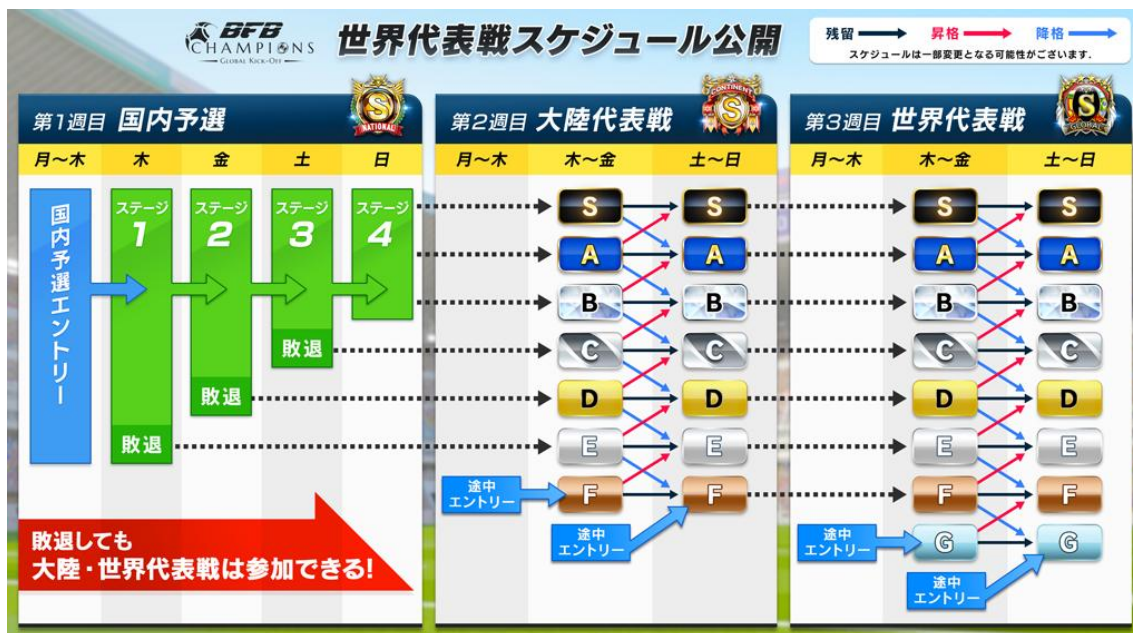 BFB
CHAMPIONS
GLOBAL KICK-OFF
世界代表戦スケジュール公開
残留
昇格
降格
スケジュールは一部変更となる可能性がございます.
第1週目 国内予選
S
NATIONAL
月～木
木
金
土
日
国内予選エントリー
ステージ
1
ステージ
2
ステージ
3
ステージ
4
敗退
敗退
敗退
敗退しても
大陸・世界代表戦は参加できる!
第2週目 大陸代表戦
CONTINENT
S
月～木
木～金
土～日
S
S
A
A
B
B
C
C
D
D
E
E
途中
エントリー
F
F
途中
エントリー
第3週目 世界代表戦
S
GLOBAL
月～木
木～金
土～日
S
S
A
A
B
B
C
C
D
D
E
E
F
F
途中
エントリー
G
G
途中
エントリー